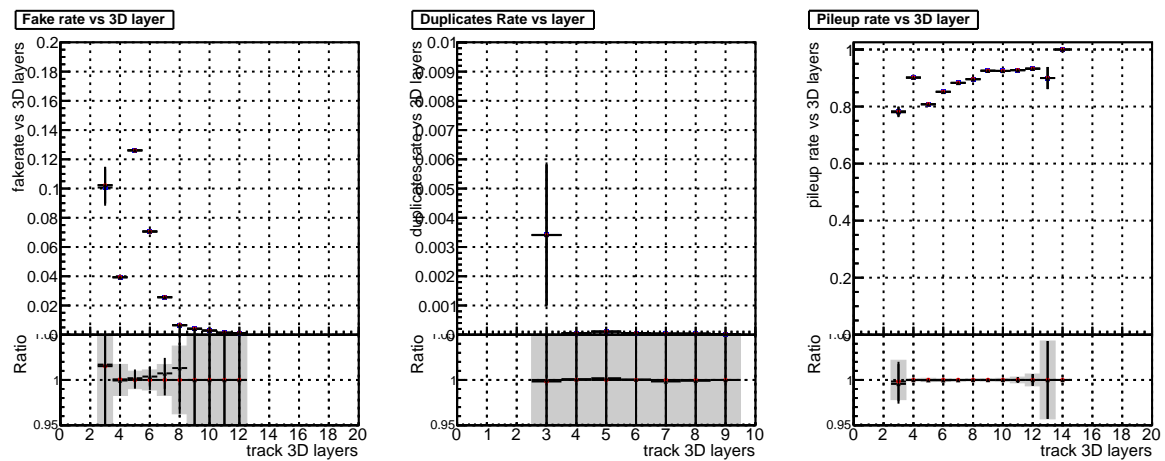 Fake rate vs 3D layer
fakerate vs 3D layers
0.2
0.18
0.16
0.14
0.12
0.1
0.08
0.06
0.04
0.02
0
Ratio
1
0.95
0 2 4 6 8 10 12 14 16 18 20
track 3D layers
Duplicates Rate vs layer
duplicates rate vs 3D layers
0.01
0.009
0.008
0.007
0.006
0.005
0.004
0.003
0.002
0.001
0
Ratio
1
0.95
0 1 2 3 4 5 6 7 8 9 10
track 3D layers
Pileup rate vs 3D layer
pileup rate vs 3D layers
1
0.8
0.6
0.4
0.2
0
Ratio
1
0.95
0 2 4 6 8 10 12 14 16 18 20
track 3D layers